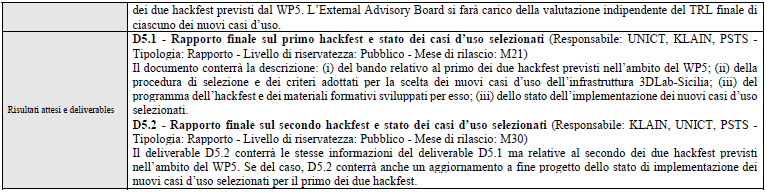 dei due hackfest previsti dal WP5. L'External Advisory Board si farà carico della valutazione indipendente del TRL finale di
ciascuno dei nuovi casi d'uso.
Risultati attesi e deliverables
D5.1 - Rapporto finale sul primo hackfest e stato dei casi d'uso selezionati (Responsabile: UNICT, KLAIN, PSTS -
Tipologia: Rapporto - Livello di riservatezza: Pubblico - Mese di rilascio: M21)
Il documento conterrà la descrizione: (i) del bando relativo al primo dei due hackfest previsti nell'ambito del WP5; (ii) della
procedura di selezione e dei criteri adottati per la scelta dei nuovi casi d'uso dell'infrastruttura 3DLab-Sicilia; (iii) del
programma dell'hackfest e dei materiali formativi sviluppati per esso; (iii) dello stato dell'implementazione dei nuovi casi d'uso
selezionati.
D5.2 - Rapporto finale sul secondo hackfest e stato dei casi d'uso selezionati (Responsabile: KLAIN, UNICT, PSTS -
Tipologia: Rapporto - Livello di riservatezza: Pubblico - Mese di rilascio: M30)
Il deliverable D5.2 conterrà le stesse informazioni del deliverable D5.1 ma relative al secondo dei due hackfest previsti
nell'ambito del WP5. Se del caso, D5.2 conterrà anche un aggiornamento a fine progetto dello stato di implementazione dei
nuovi casi d'uso selezionati per il primo dei due hackfest.